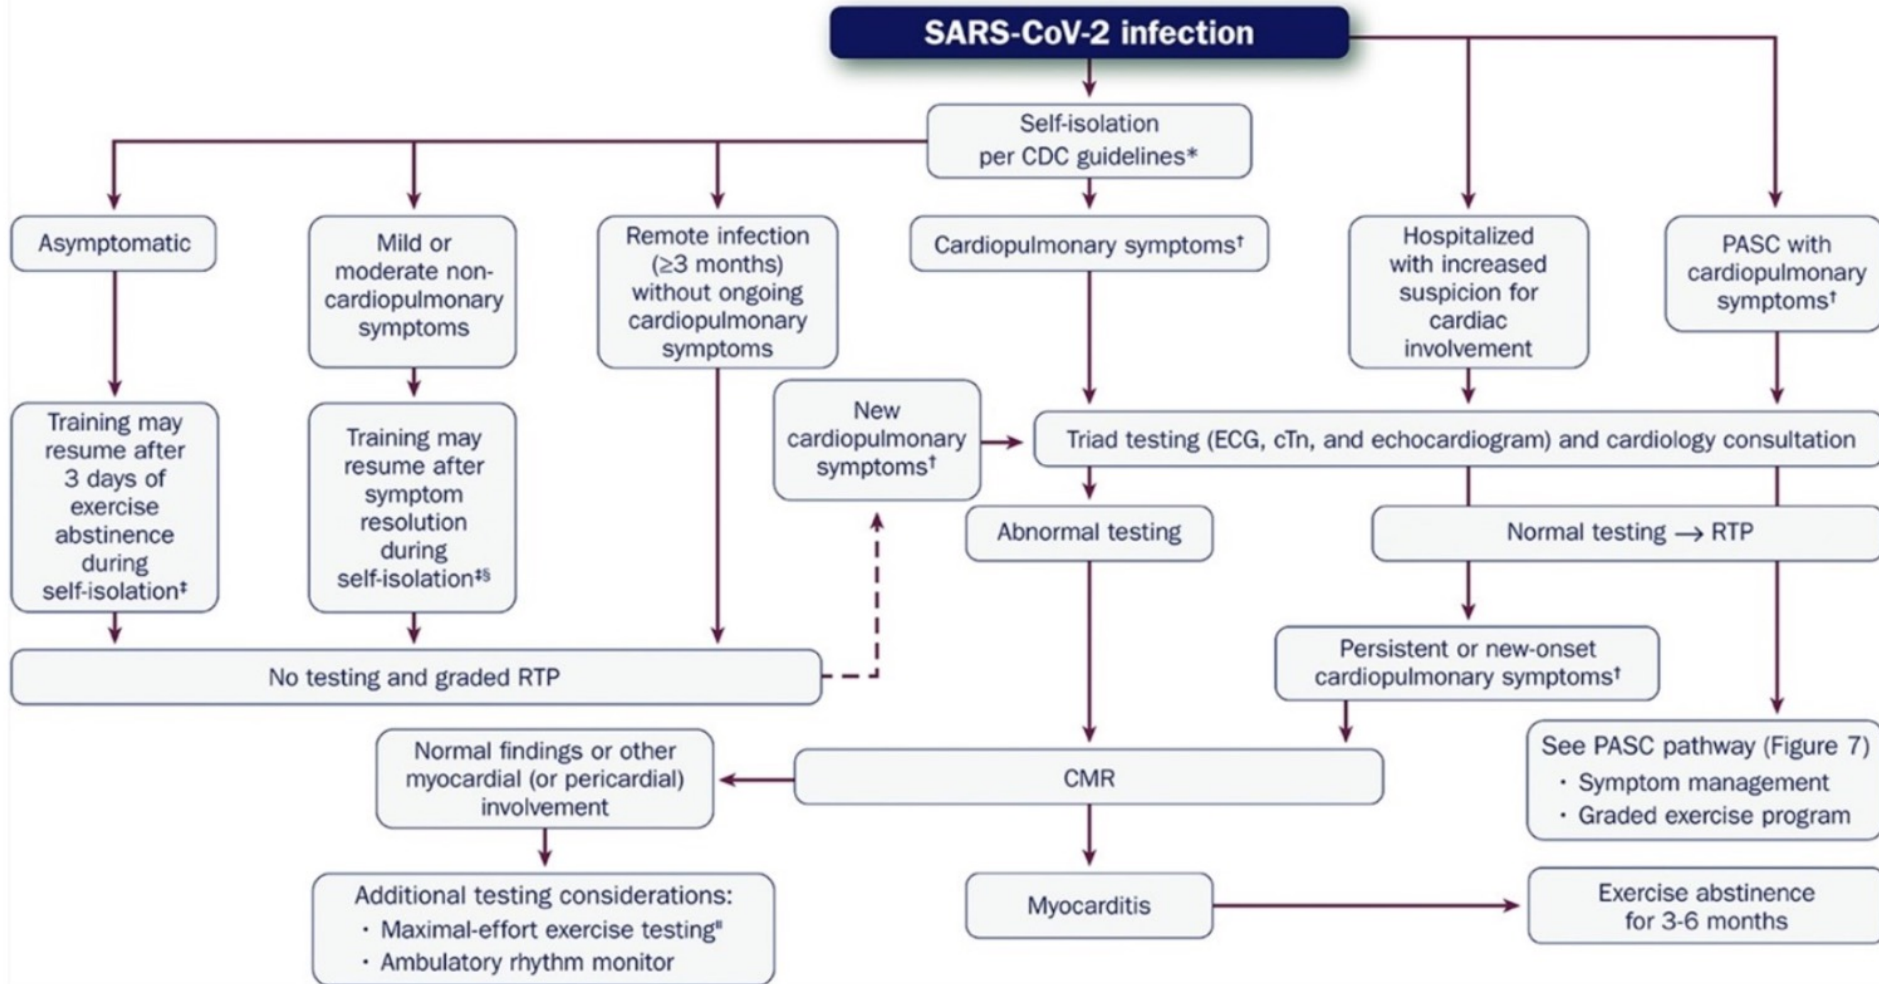 SARS-CoV-2 infection
Self-isolation
per CDC guidelines*
Asymptomatic
Mild or
moderate non-
cardiopulmonary
symptoms
Remote infection
(≥3 months)
without ongoing
cardiopulmonary
symptoms
Cardiopulmonary symptoms†
Hospitalized
with increased
suspicion for
cardiac
involvement
PASC with
cardiopulmonary
symptoms†
Training may
resume after
3 days of
exercise
abstinence
during
self-isolation‡
Training may
resume after
symptom
resolution
during
self-isolation‡§
New
cardiopulmonary
symptoms†
Triad testing (ECG, cTn, and echocardiogram) and cardiology consultation
Abnormal testing
Normal testing → RTP
No testing and graded RTP
Persistent or new-onset
cardiopulmonary symptoms†
Normal findings or other
myocardial (or pericardial)
involvement
CMR
See PASC pathway (Figure 7)
· Symptom management
· Graded exercise program
Additional testing considerations:
· Maximal-effort exercise testing‖
· Ambulatory rhythm monitor
Myocarditis
Exercise abstinence
for 3-6 months